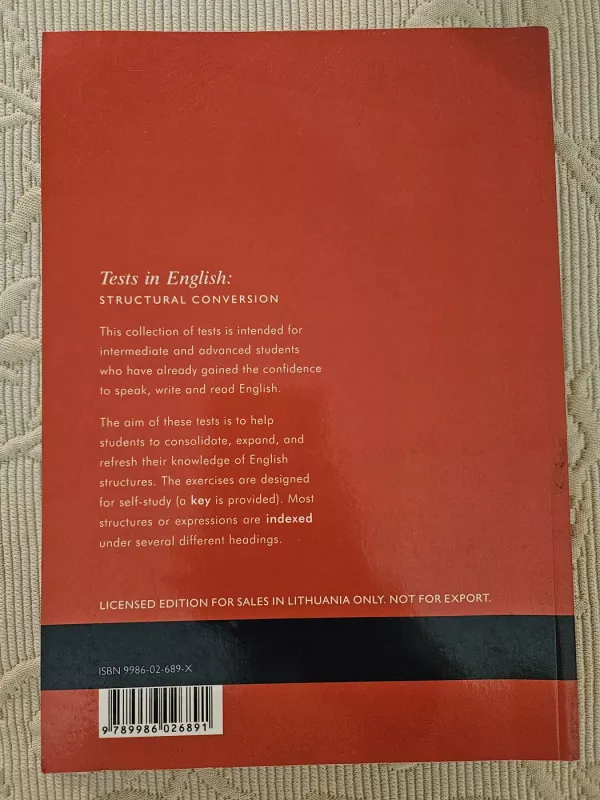 Tests in English:
STRUCTURAL CONVERSION
This collection of tests is intended for
intermediate and advanced students
who have already gained the confidence
to speak, write and read English.
The aim of these tests is to help
students to consolidate, expand, and
refresh their knowledge of English
structures. The exercises are designed
for self-study (a key is provided). Most
structures or expressions are indexed
under several different headings.
LICENSED EDITION FOR SALES IN LITHUANIA ONLY. NOT FOR EXPORT.
ISBN 9986-02-689-X
9 789986 026891